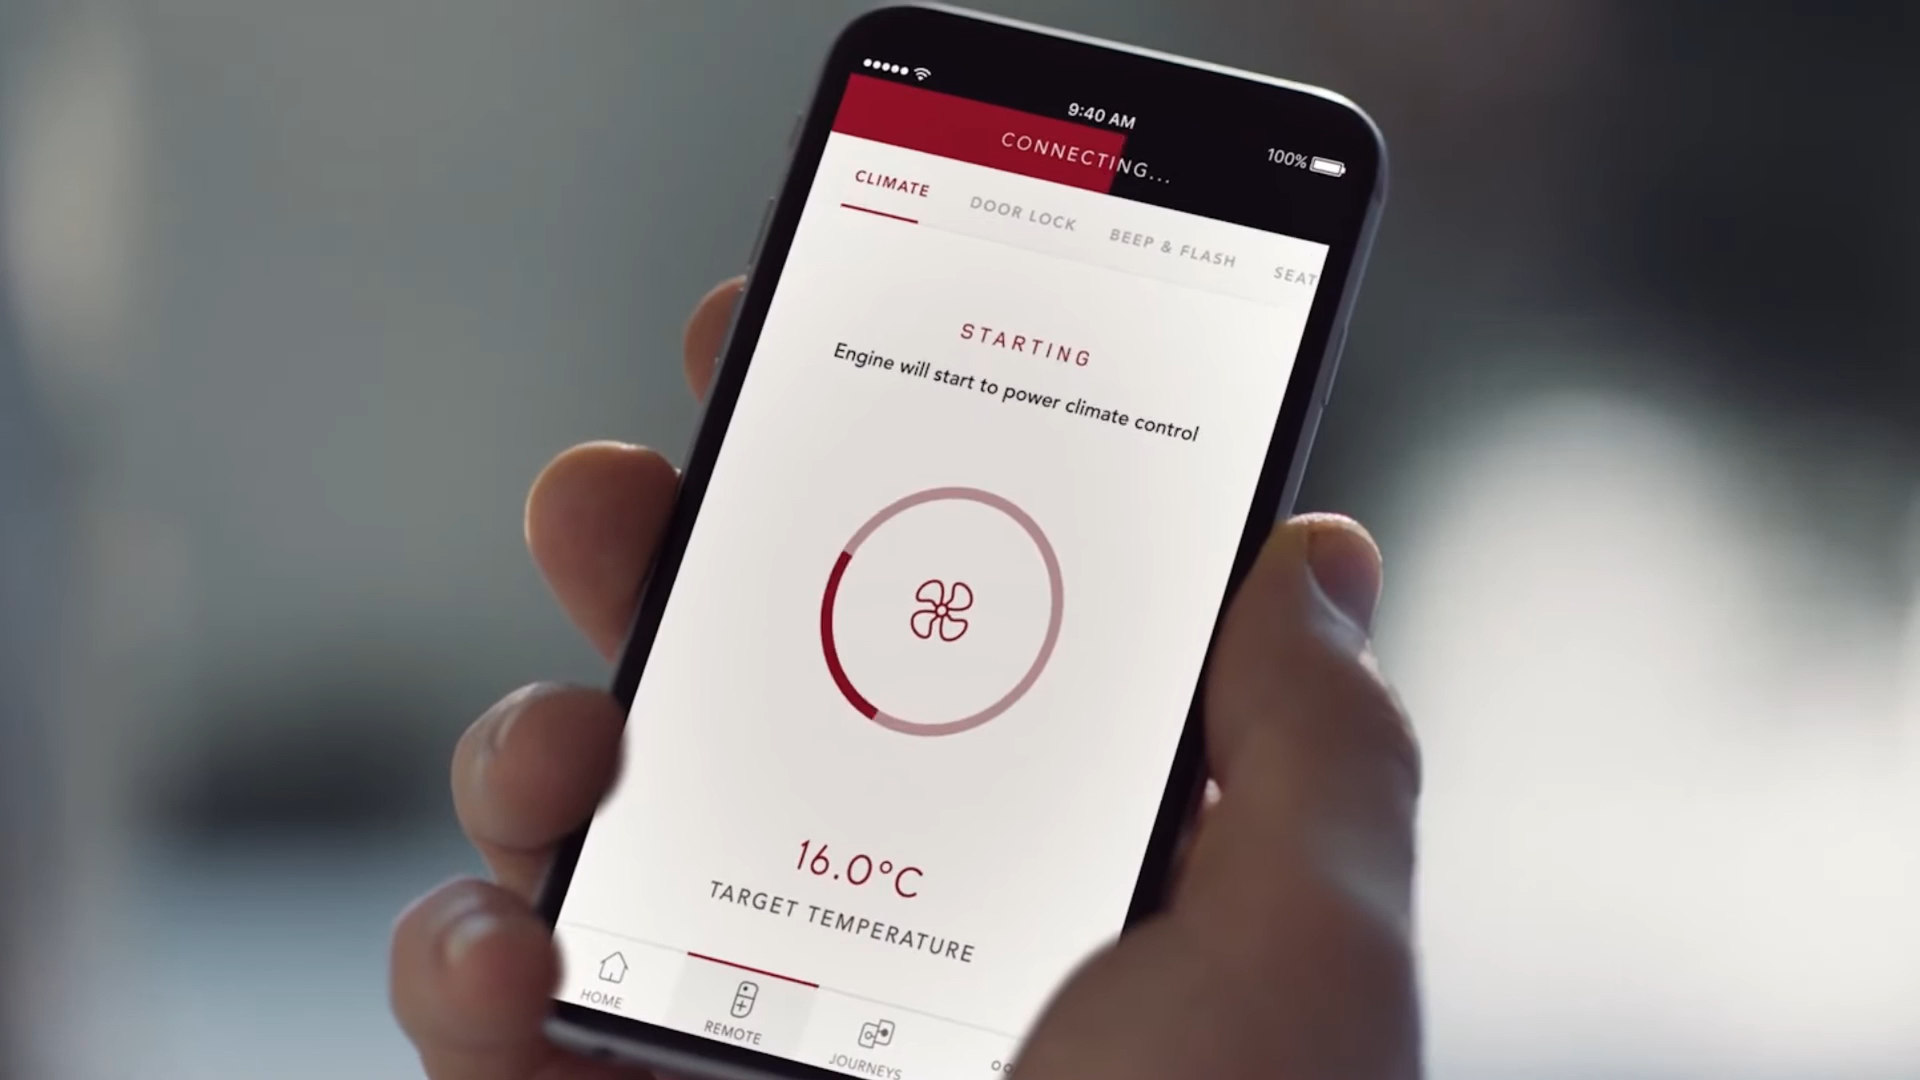 9:40 AM
100%
CONNECTING...
CLIMATE DOOR LOCK BEEP & FLASH SEAT
STARTING
Engine will start to power climate control
16.0°C
TARGET TEMPERATURE
HOME REMOTE JOURNEYS